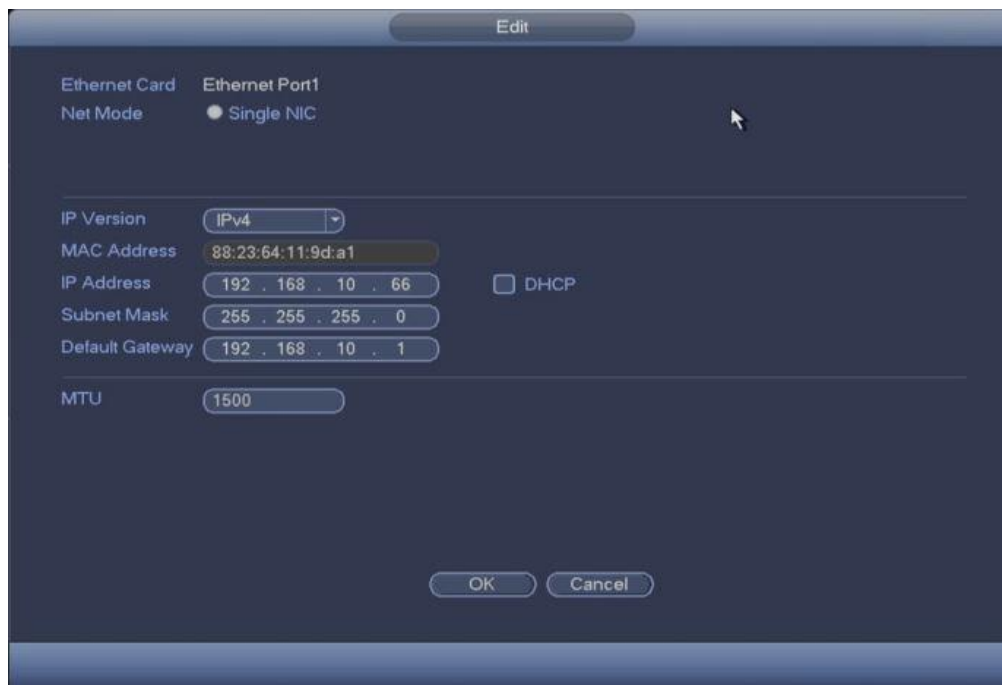 Edit
Ethernet Card Ethernet Port1
Net Mode Single NIC
IP Version IPv4
MAC Address 88:23:64:11:9d:a1
IP Address 192 . 168 . 10 . 66 DHCP
Subnet Mask 255 . 255 . 255 . 0
Default Gateway 192 . 168 . 10 . 1
MTU 1500
OK Cancel